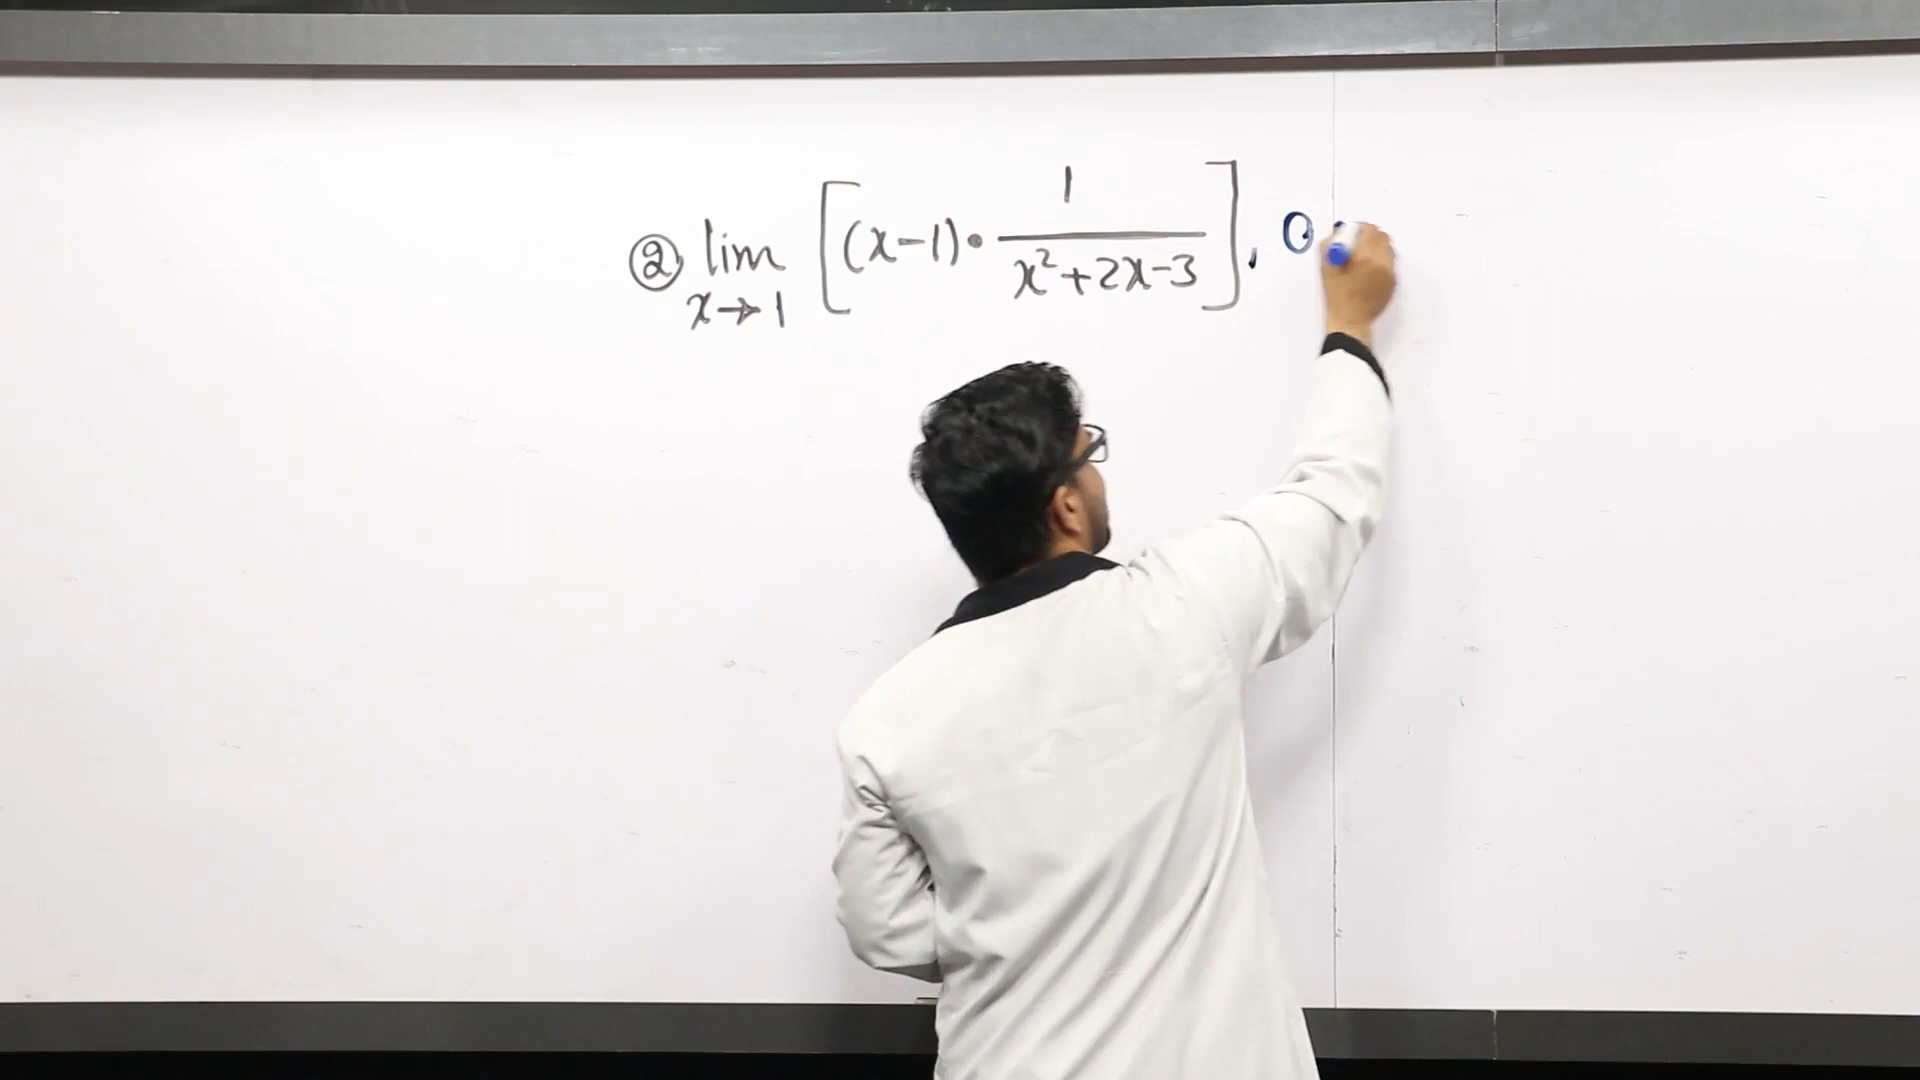 ② lim x→1 [(x-1)•1/(x²+2x-3)], 0